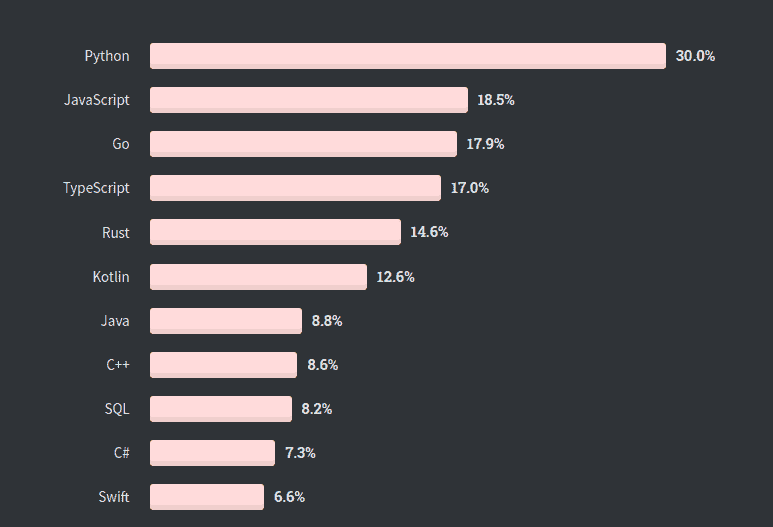 Python 30.0%
JavaScript 18.5%
Go 17.9%
TypeScript 17.0%
Rust 14.6%
Kotlin 12.6%
Java 8.8%
C++ 8.6%
SQL 8.2%
C# 7.3%
Swift 6.6%